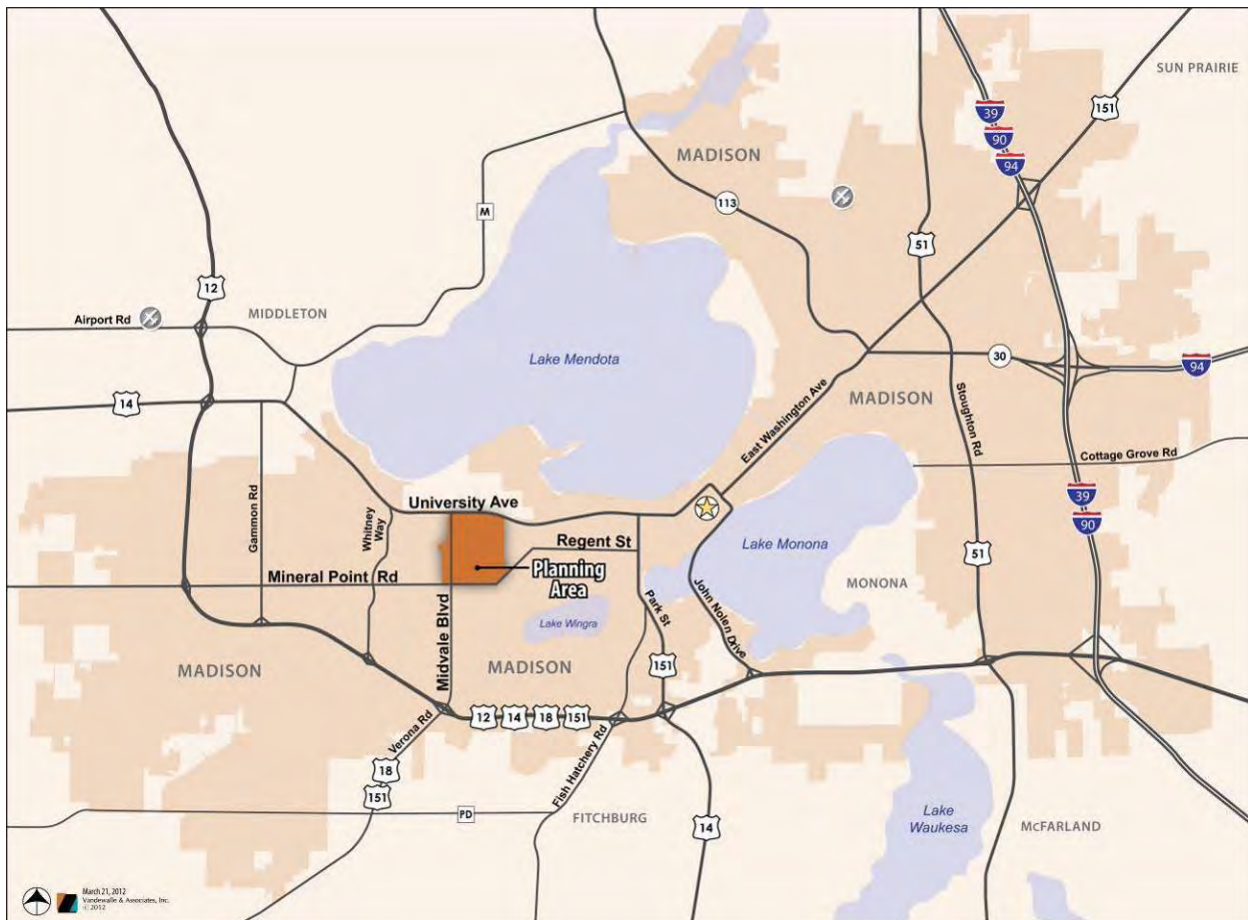 SUN PRAIRIE
151
39
90
94
MADISON
113
M
51
12
MIDDLETON
Airport Rd
Lake Mendota
30
94
14
East Washington Ave
MADISON
Stoughton Rd
Cottage Grove Rd
Gammon Rd
Whitney
Way
University Ave
39
90
Regent St
Lake Monona
51
Planning
Area
Mineral Point Rd
MONONA
John Nolen Drive
Park St
Lake Wingra
Midvale Blvd
MADISON
MADISON
151
12
14
18
151
Verona Rd
Fish Hatchery Rd
18
151
PD
FITCHBURG
14
Lake
Waukesa
McFARLAND
March 21, 2012
Vandewalle & Associates, Inc.
© 2012